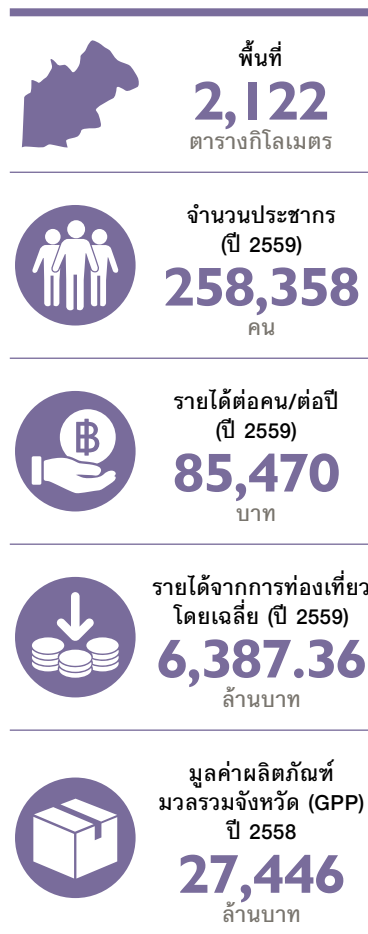 พื้นที่
2,122
ตารางกิโลเมตร
จำนวนประชากร
(ปี 2559)
258,358
คน
รายได้ต่อคน/ต่อปี
(ปี 2559)
฿
85,470
บาท
รายได้จากการท่องเที่ยว
โดยเฉลี่ย (ปี 2559)
6,387.36
ล้านบาท
มูลค่าผลิตภัณฑ์
มวลรวมจังหวัด (GPP)
ปี 2558
27,446
ล้านบาท